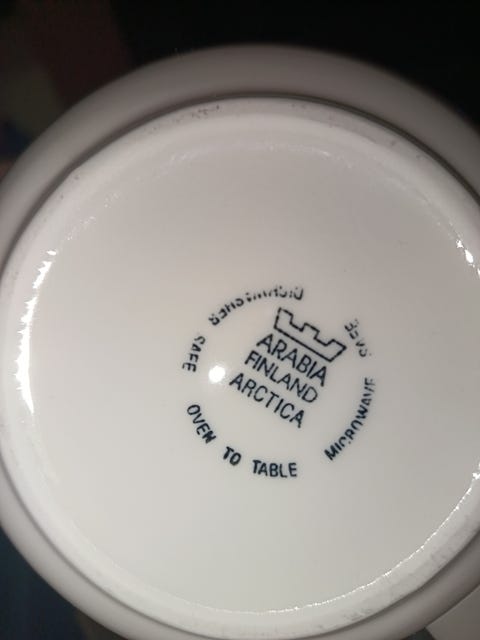 ARABIA
FINLAND
ARCTICA
OVEN TO TABLE
MICROWAVE SAFE
DISHWASHER SAFE